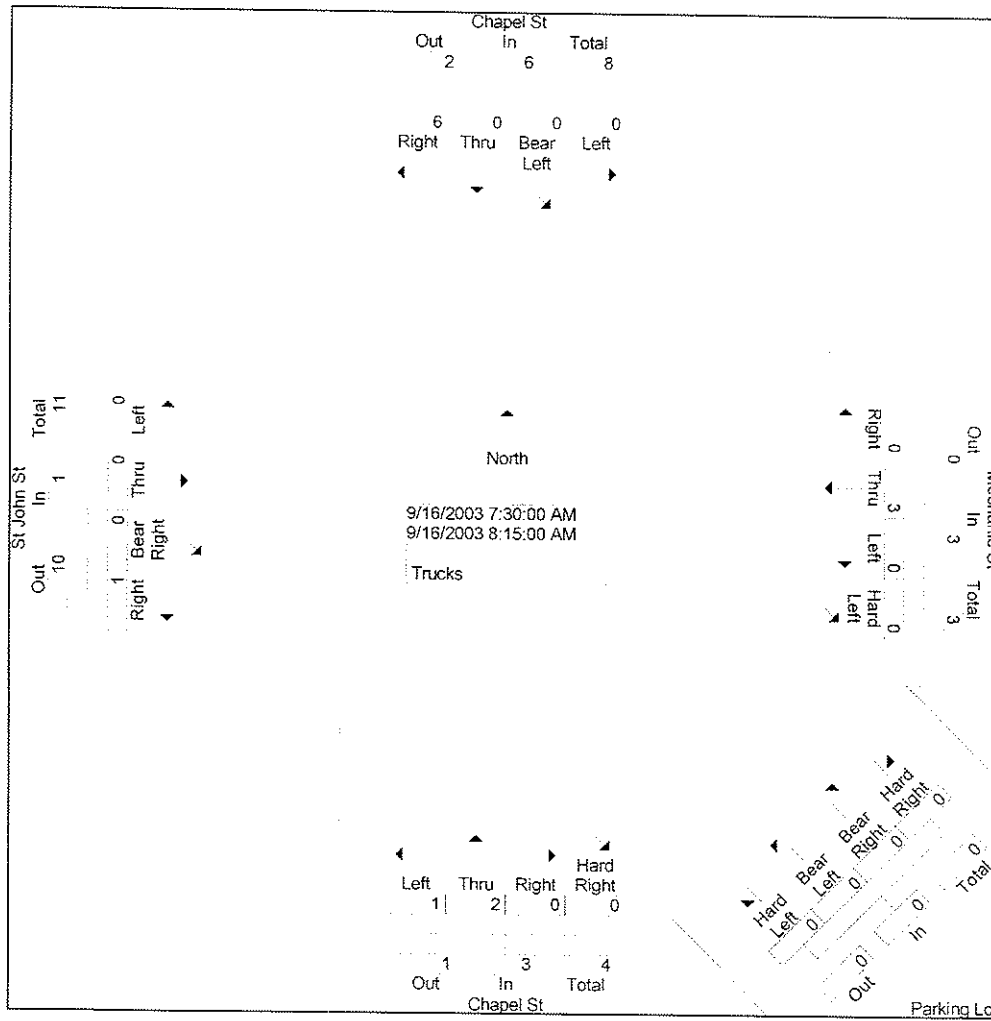 Chapel St
Out In Total
2 6 8
6 0 0 0
Right Thru Bear Left Left
St John St
Out In Total
10 1 11
Right Bear Right Thru Left
1 0 0 0
North
9/16/2003 7:30:00 AM
9/16/2003 8:15:00 AM
Trucks
Right Thru Left Hard Left
0 3 0 0
Out In Total
0 3 3
Left Thru Right Hard Right
1 2 0 0
1 3 4
Out In Total
Chapel St
Hard Left Bear Left Bear Right Hard Right
0 0 0 0
Out In Total
0 0 0
Parking Lo